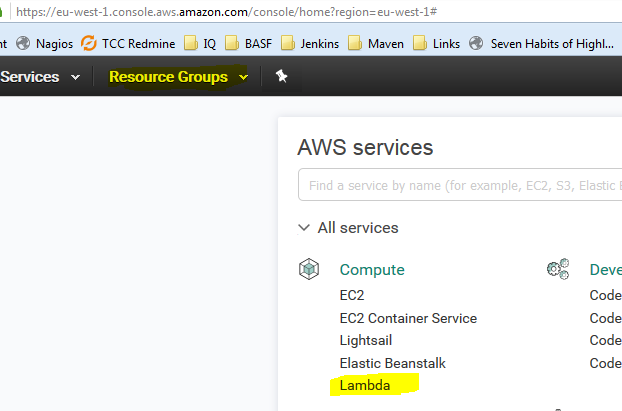 https://eu-west-1.console.aws.amazon.com/console/home?region=eu-west-1#
nt Nagios TCC Redmine IQ BASF Jenkins Maven Links Seven Habits of Highl...
Services Resource Groups
AWS services
Find a service by name (for example, EC2, S3, Elastic B
All services
Compute Deve
EC2 Code
EC2 Container Service Code
Lightsail Code
Elastic Beanstalk Code
Lambda